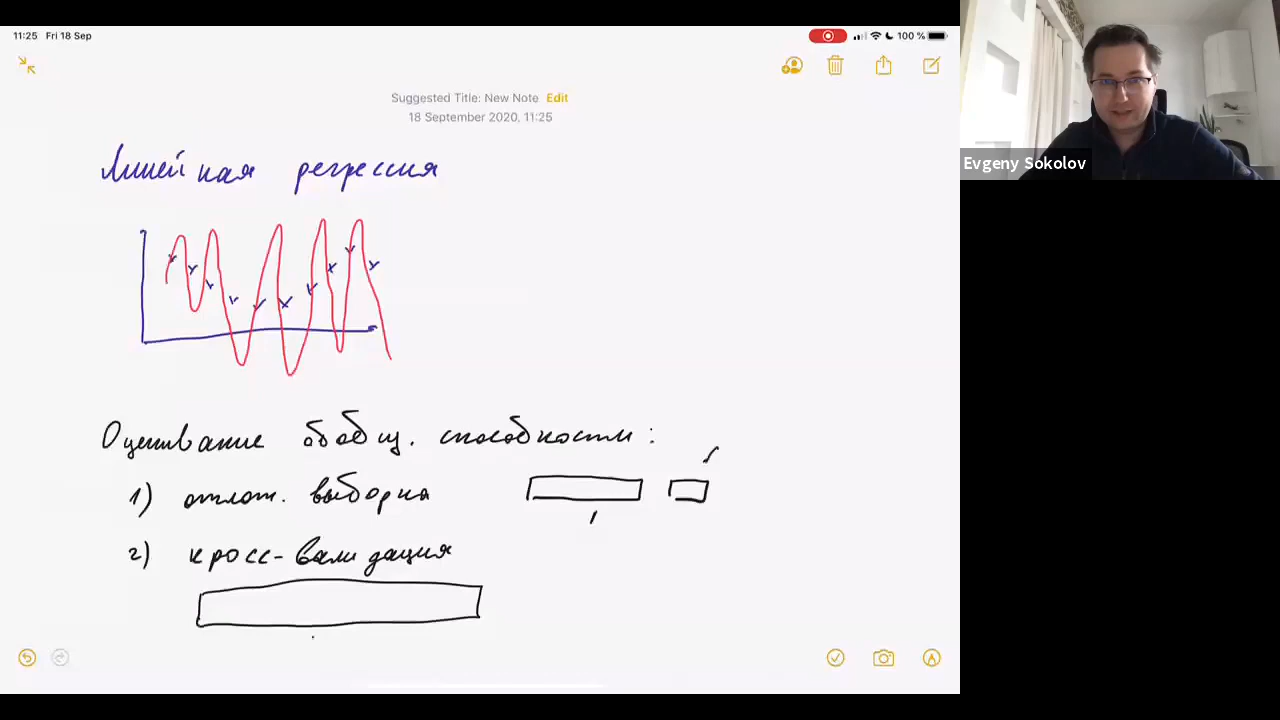 11:25 Fri 18 Sep 100 %
Suggested Title: New Note Edit
18 September 2020, 11:25
Evgeny Sokolov
Линейная регрессия
Оценивание обобщ. способности:
1) отлож. выборка
2) кросс-валидация